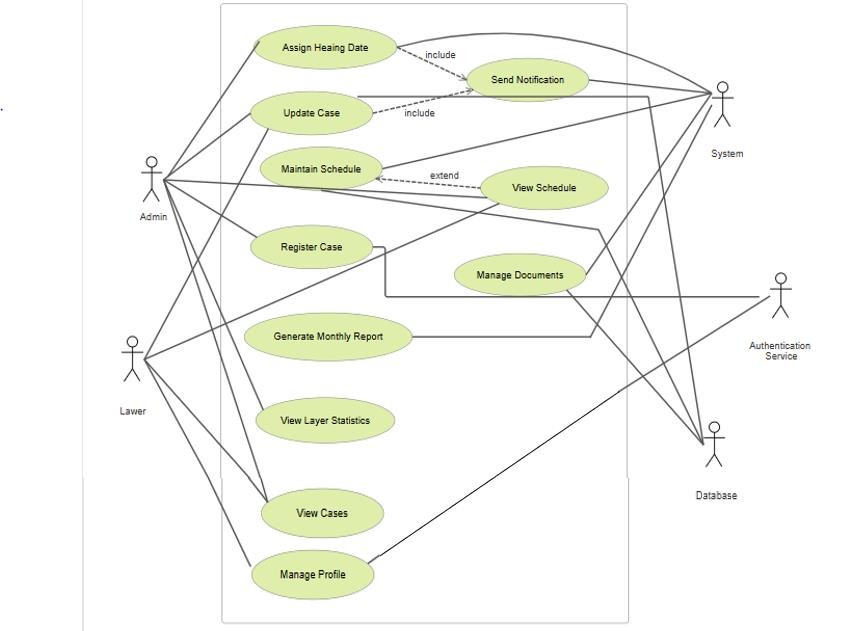 Assign Heaing Date
include
Send Notification
Update Case
include
System
Maintain Schedule
extend
View Schedule
Admin
Register Case
Manage Documents
Generate Monthly Report
Authentication
Service
Lawer
View Layer Statistics
Database
View Cases
Manage Profile